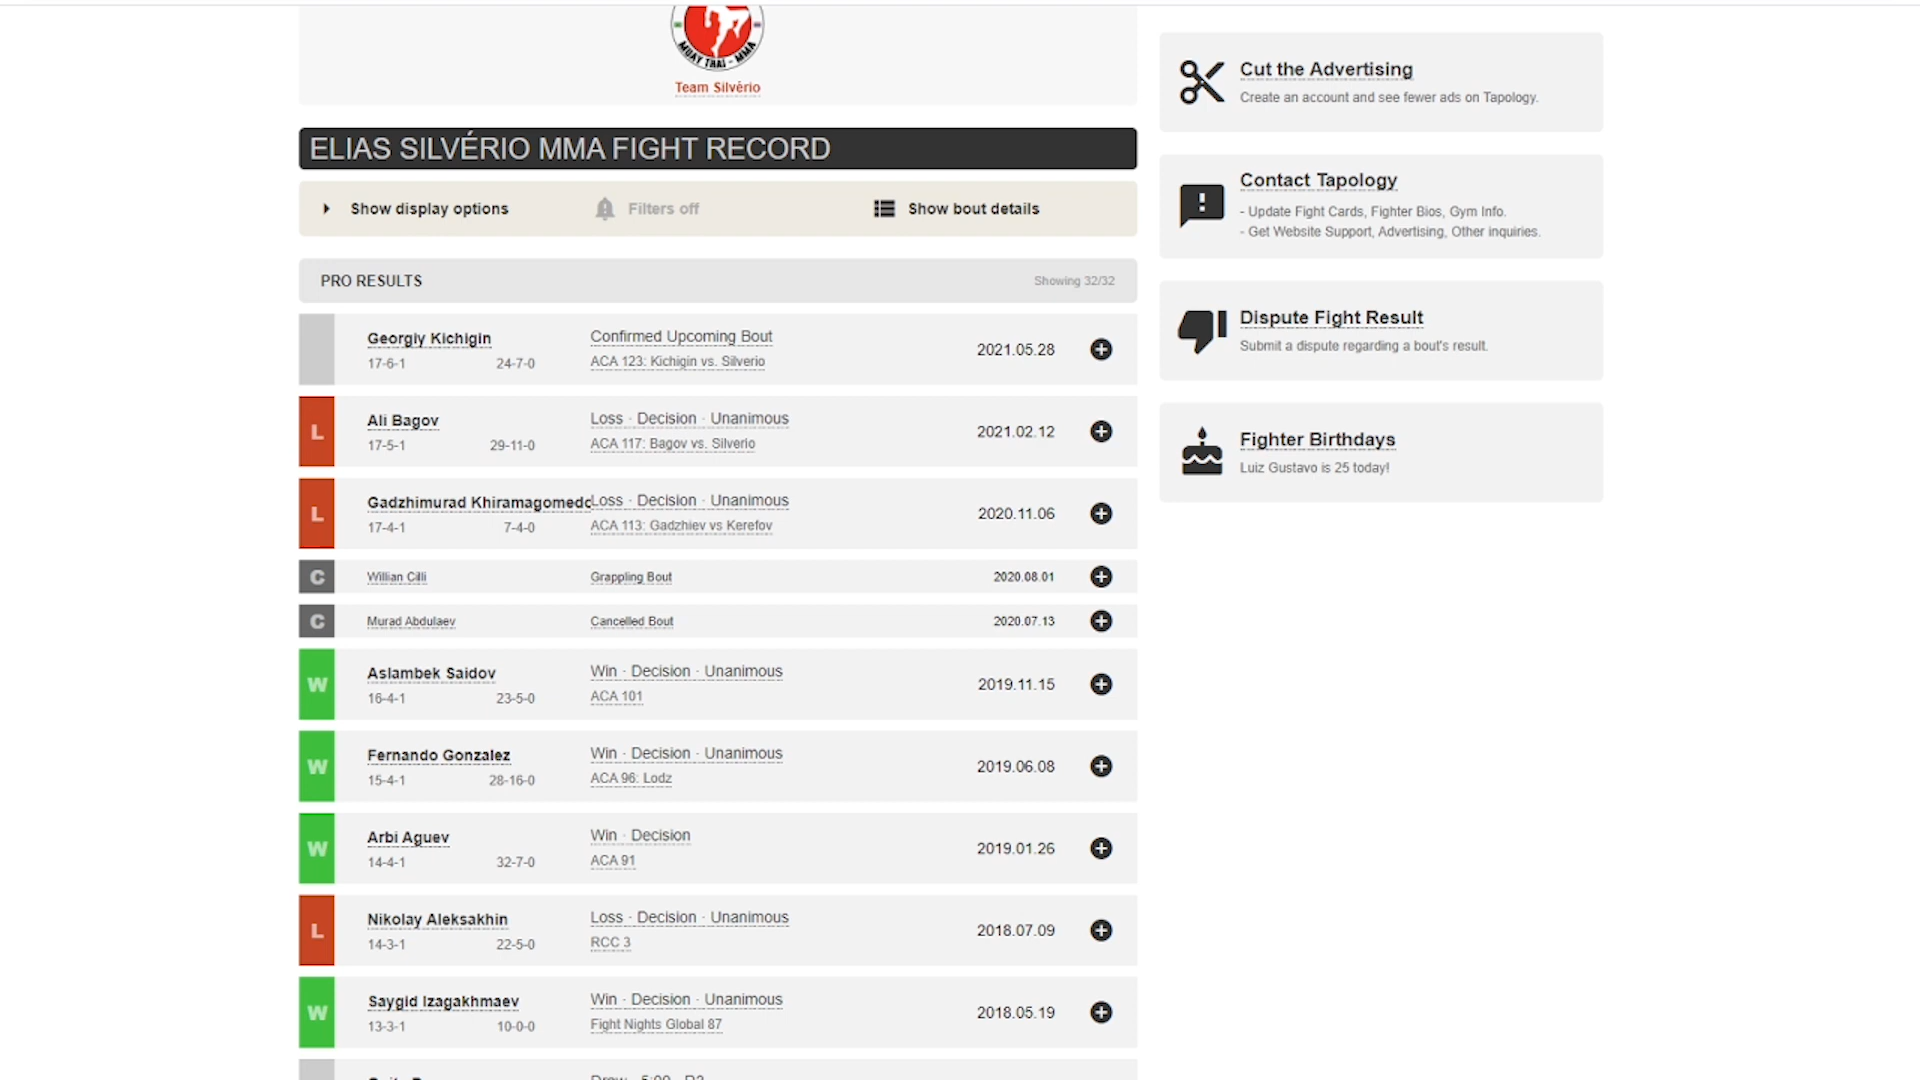 MUAY THAI - MMA
Team Silvério
ELIAS SILVÉRIO MMA FIGHT RECORD
Show display options
Filters off
Show bout details
PRO RESULTS
Showing 32/32
Georgiy Kichigin
Confirmed Upcoming Bout
17-6-1
24-7-0
ACA 123: Kichigin vs. Silverio
2021.05.28
L
Ali Bagov
Loss · Decision · Unanimous
17-5-1
29-11-0
ACA 117: Bagov vs. Silverio
2021.02.12
L
Gadzhimurad Khiramagomedo
Loss · Decision · Unanimous
17-4-1
7-4-0
ACA 113: Gadzhiev vs Kerefov
2020.11.06
C
Willian Cilli
Grappling Bout
2020.08.01
C
Murad Abdulaev
Cancelled Bout
2020.07.13
W
Aslambek Saidov
Win · Decision · Unanimous
16-4-1
23-5-0
ACA 101
2019.11.15
W
Fernando Gonzalez
Win · Decision · Unanimous
15-4-1
28-16-0
ACA 96: Lodz
2019.06.08
W
Arbi Aguev
Win · Decision
14-4-1
32-7-0
ACA 91
2019.01.26
L
Nikolay Aleksakhin
Loss · Decision · Unanimous
14-3-1
22-5-0
RCC 3
2018.07.09
W
Saygid Izagakhmaev
Win · Decision · Unanimous
13-3-1
10-0-0
Fight Nights Global 87
2018.05.19
Cut the Advertising
Create an account and see fewer ads on Tapology.
Contact Tapology
- Update Fight Cards, Fighter Bios, Gym Info.
- Get Website Support, Advertising, Other inquiries.
Dispute Fight Result
Submit a dispute regarding a bout's result.
Fighter Birthdays
Luiz Gustavo is 25 today!